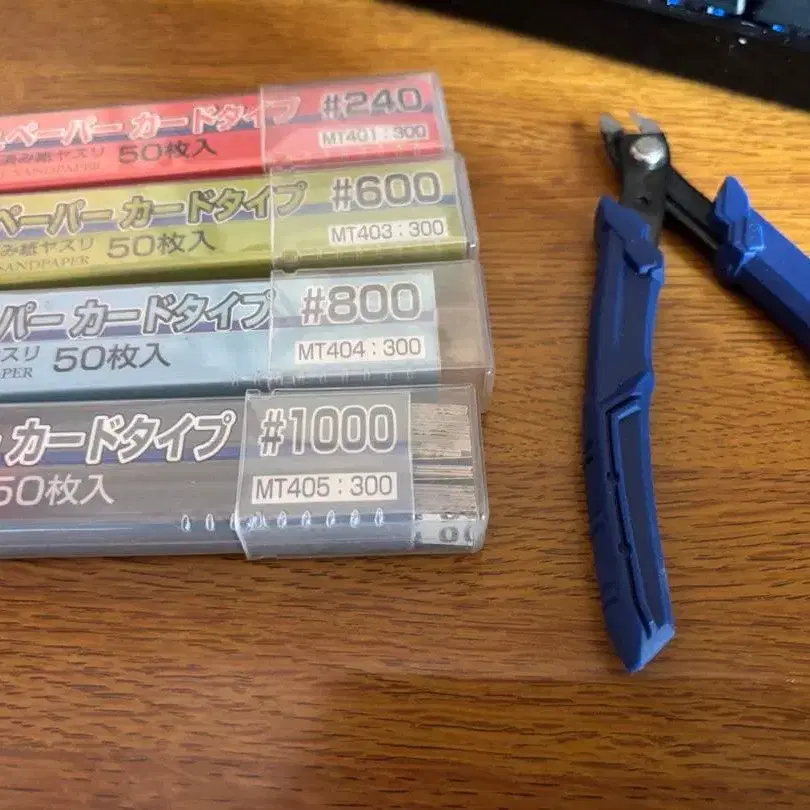 ペーパー カードタイプ #240
済み紙ヤスリ 50枚入 MT401:300
SANDPAPER
ペーパー カードタイプ #600
み紙ヤスリ 50枚入 MT403:300
SANDPAPER
パー カードタイプ #800
スリ 50枚入 MT404:300
PER
ー カードタイプ #1000
50枚入 MT405:300